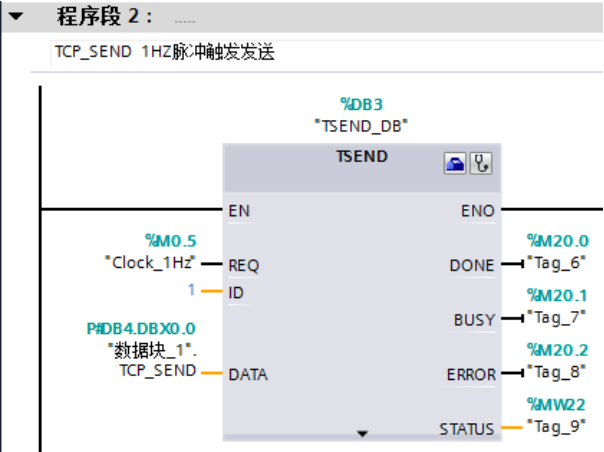 程序段 2： .....
TCP_SEND 1HZ脉冲触发发送
%DB3
"TSEND_DB"
TSEND
EN
ENO
%M0.5
"Clock_1Hz"
REQ
1
ID
P#DB4.DBX0.0
"数据块_1".
TCP_SEND
DATA
%M20.0
DONE
"Tag_6"
%M20.1
BUSY
"Tag_7"
%M20.2
ERROR
"Tag_8"
%MW22
STATUS
"Tag_9"